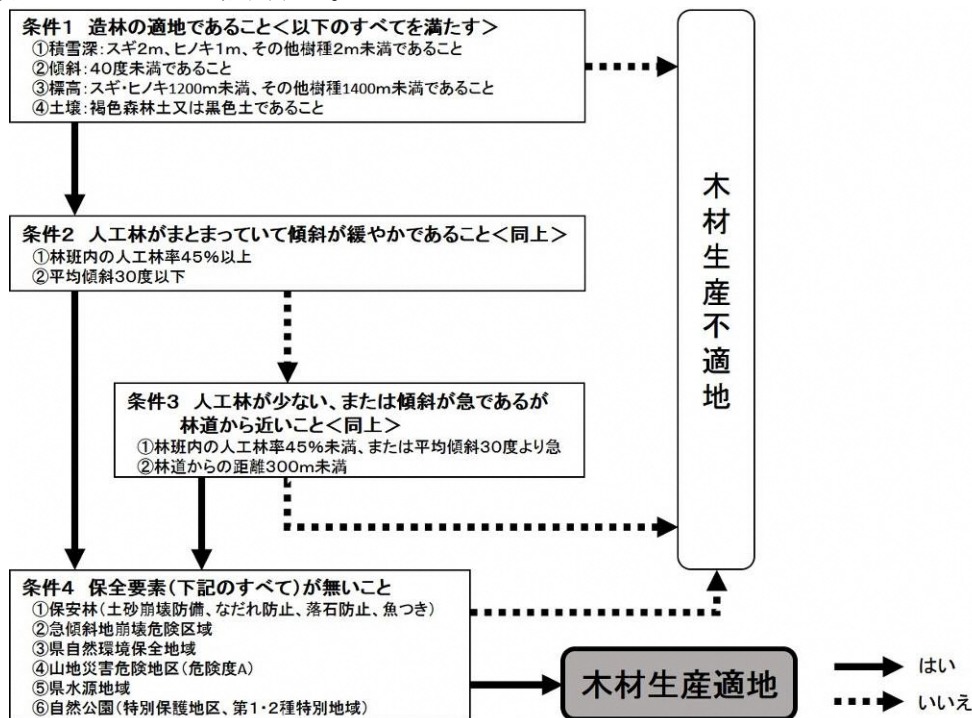 条件1 造林の適地であること<以下のすべてを満たす>
①積雪深:スギ2m、ヒノキ1m、その他樹種2m未満であること
②傾斜:40度未満であること
③標高:スギ・ヒノキ1200m未満、その他樹種1400m未満であること
④土壌:褐色森林土又は黒色土であること
条件2 人工林がまとまっていて傾斜が緩やかであること<同上>
①林班内の人工林率45%以上
②平均傾斜30度以下
条件3 人工林が少ない、または傾斜が急であるが
林道から近いこと<同上>
①林班内の人工林率45%未満、または平均傾斜30度より急
②林道からの距離300m未満
条件4 保全要素(下記のすべて)が無いこと
①保安林(土砂崩壊防備、なだれ防止、落石防止、魚つき)
②急傾斜地崩壊危険区域
③県自然環境保全地域
④山地災害危険地区(危険度A)
⑤県水源地域
⑥自然公園(特別保護地区、第1・2種特別地域)
木材生産不適地
木材生産適地
はい
いいえ